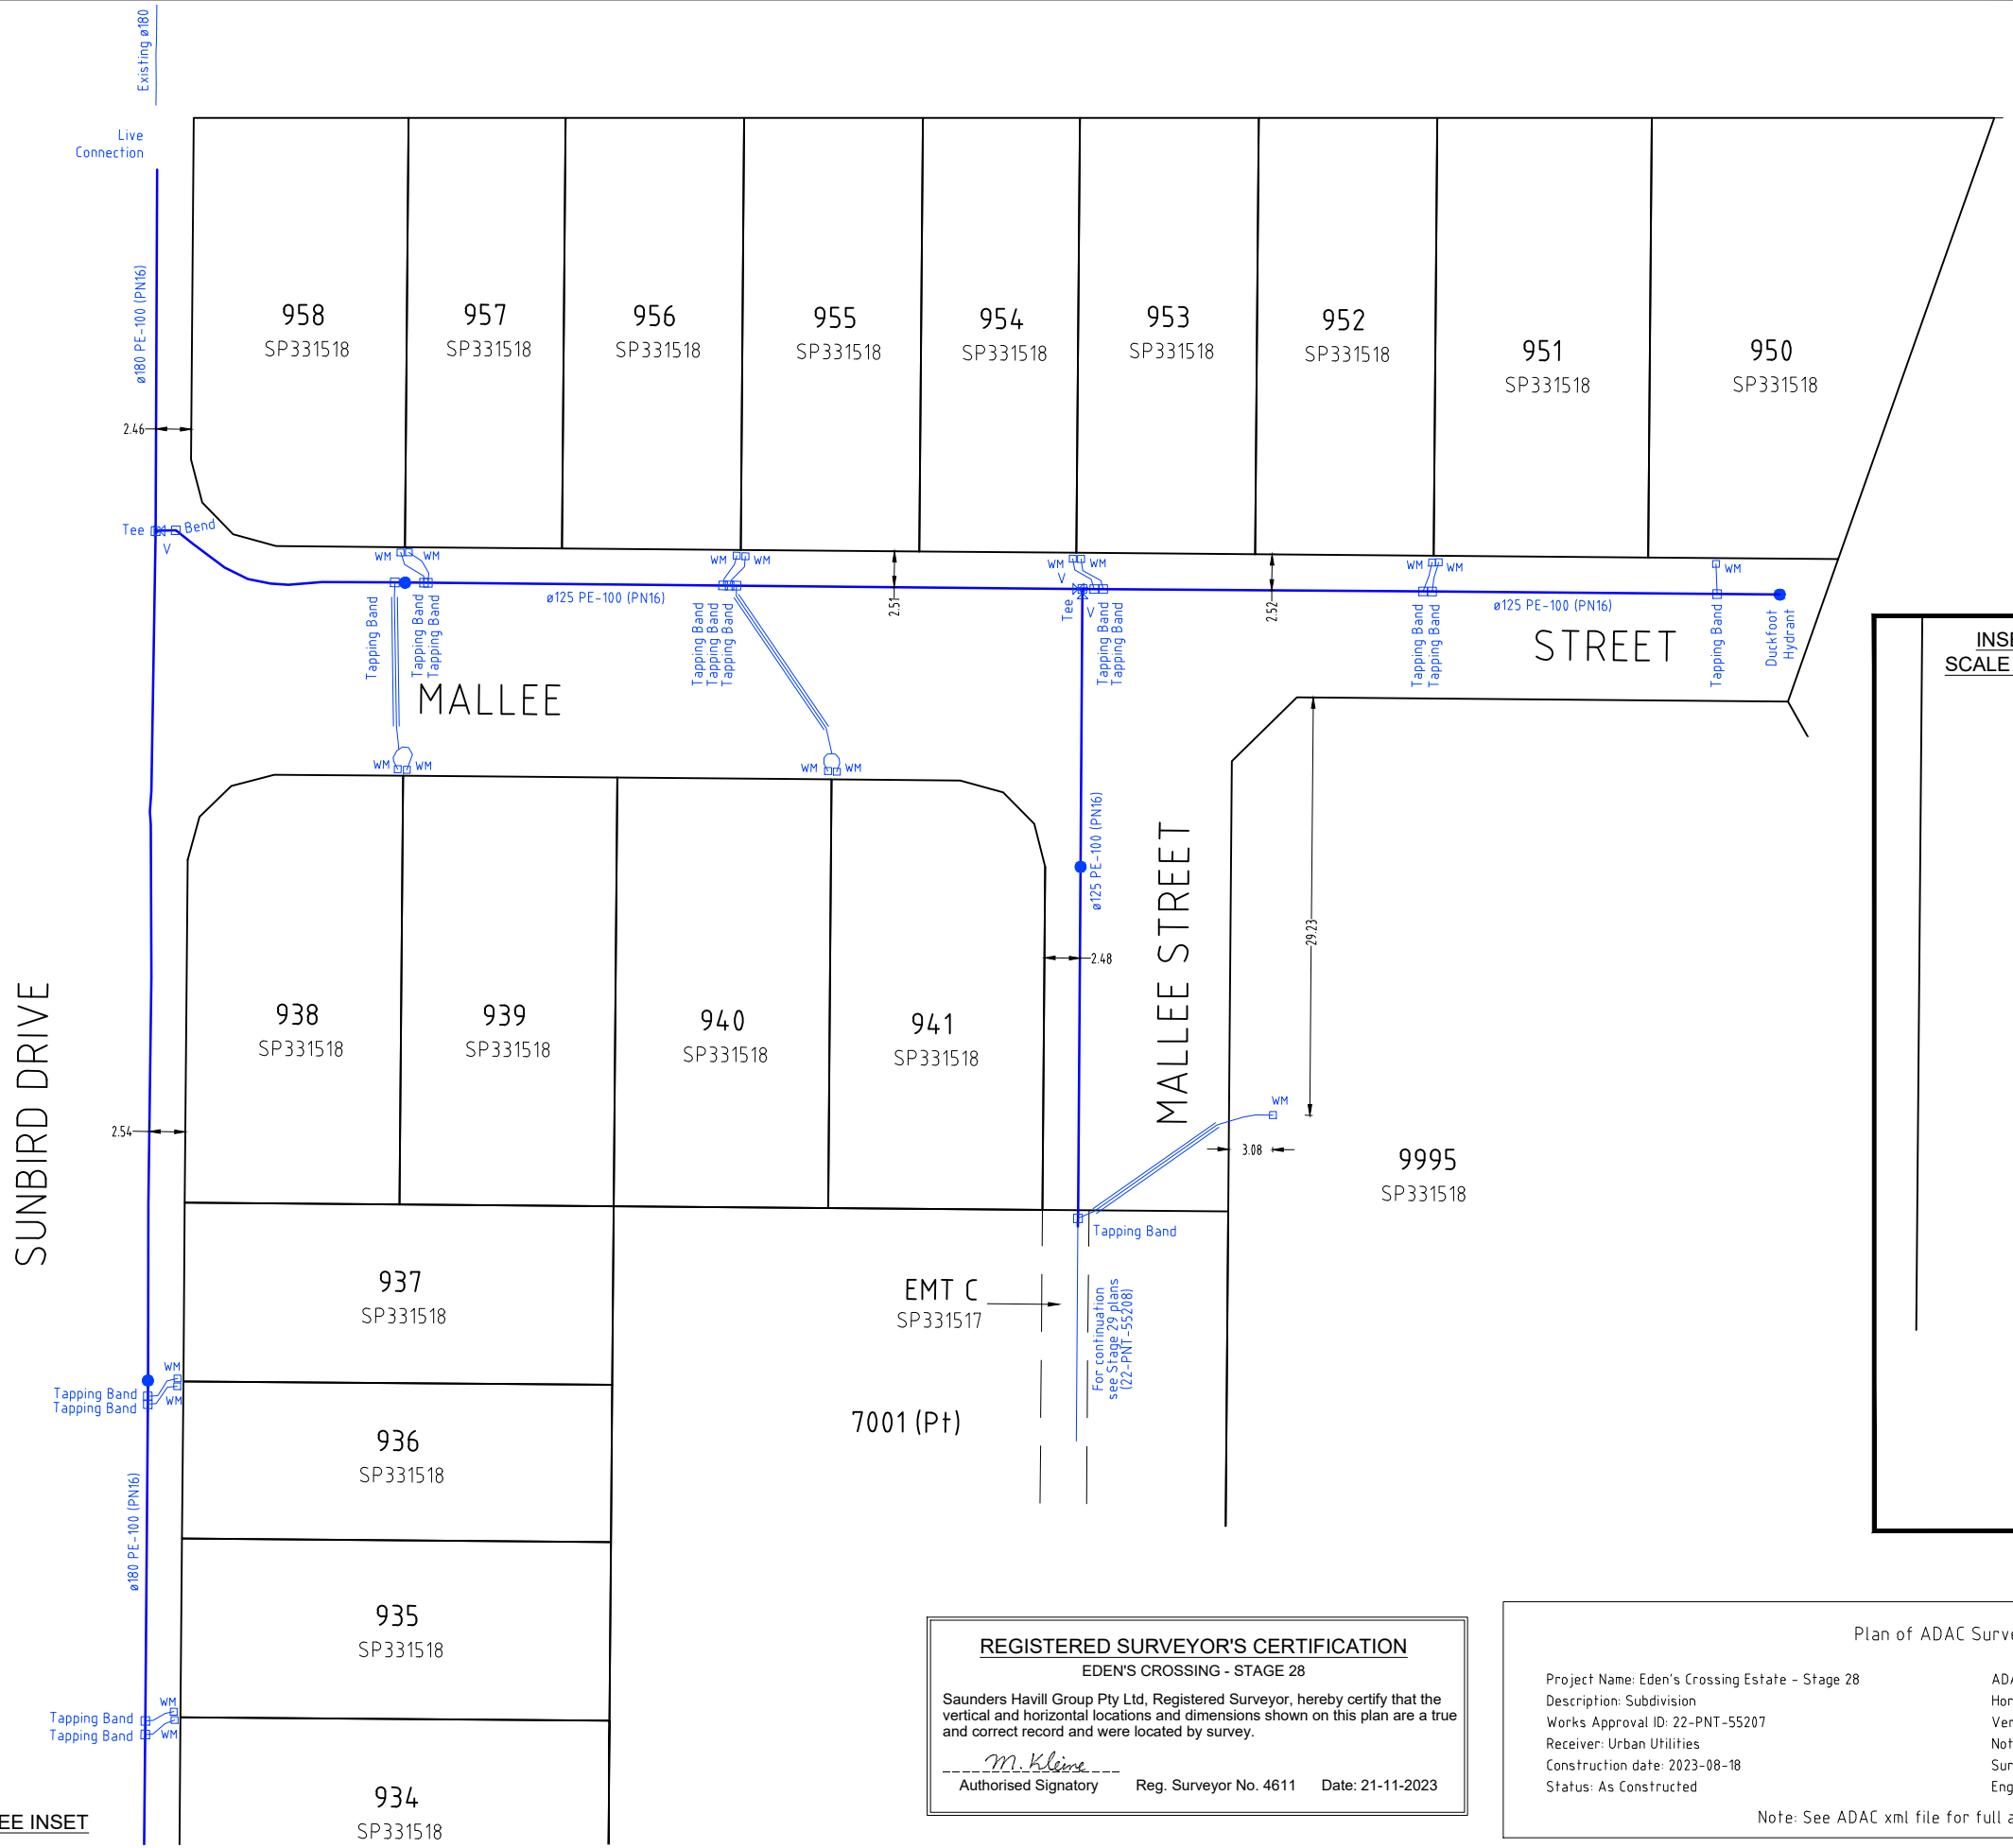 Existing ø180
Live
Connection
ø180 PE-100 (PN16)
958
SP331518
957
SP331518
956
SP331518
955
SP331518
954
SP331518
953
SP331518
952
SP331518
951
SP331518
950
SP331518
2.46
Tee
V
Bend
WM
WM
WM
WM
WM
WM
WM
WM
WM
V
Tee
V
ø125 PE-100 (PN16)
2.51
2.52
ø125 PE-100 (PN16)
Tapping Band
Tapping Band
Tapping Band
Tapping Band
Tapping Band
Tapping Band
Tapping Band
Tapping Band
Tapping Band
Tapping Band
Tapping Band
Duckfoot
Hydrant
MALLEE
STREET
WM
WM
WM
WM
ø125 PE-100 (PN16)
MALLEE STREET
29.23
2.48
938
SP331518
939
SP331518
940
SP331518
941
SP331518
SUNBIRD DRIVE
2.54
WM
3.08
9995
SP331518
Tapping Band
937
SP331518
EMT C
SP331517
For continuation
see Stage 29 plans
(22-PNT-55208)
WM
WM
Tapping Band
Tapping Band
7001 (Pt)
936
SP331518
ø180 PE-100 (PN16)
935
SP331518
WM
WM
Tapping Band
Tapping Band
934
SP331518
EE INSET
INSE
SCALE
REGISTERED SURVEYOR'S CERTIFICATION
EDEN'S CROSSING - STAGE 28
Saunders Havill Group Pty Ltd, Registered Surveyor, hereby certify that the
vertical and horizontal locations and dimensions shown on this plan are a true
and correct record and were located by survey.
M. Kleine
Authorised Signatory Reg. Surveyor No. 4611 Date: 21-11-2023
Plan of ADAC Surve
Project Name: Eden's Crossing Estate - Stage 28
Description: Subdivision
Works Approval ID: 22-PNT-55207
Receiver: Urban Utilities
Construction date: 2023-08-18
Status: As Constructed
ADA
Hor
Ver
Not
Sur
Eng
Note: See ADAC xml file for full a